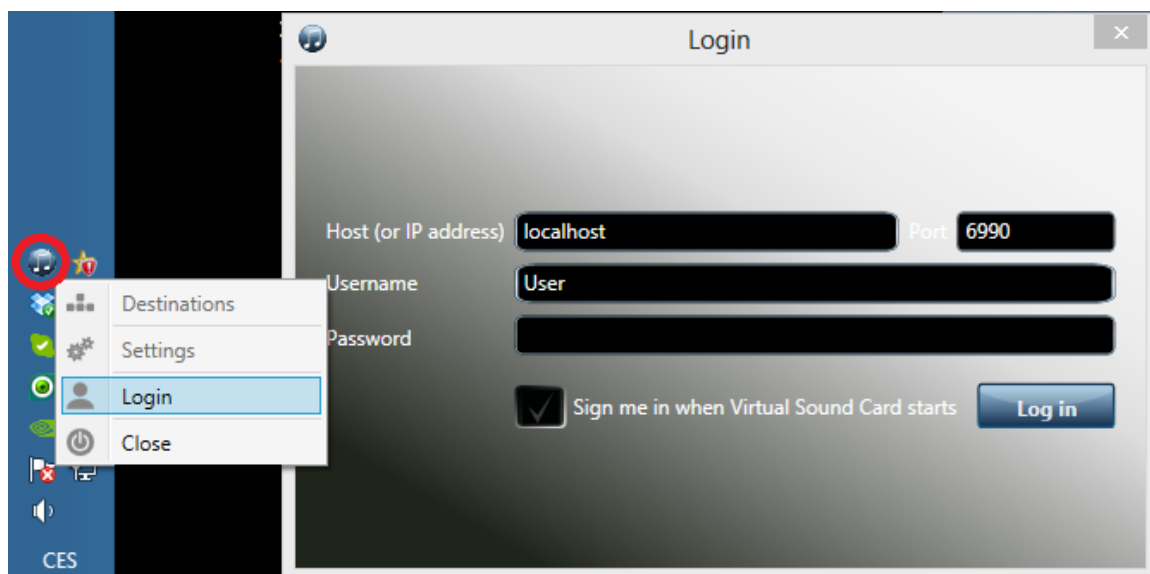 Login
Host (or IP address) localhost Port 6990
Username User
Password
Sign me in when Virtual Sound Card starts Log in
Destinations
Settings
Login
Close
CES